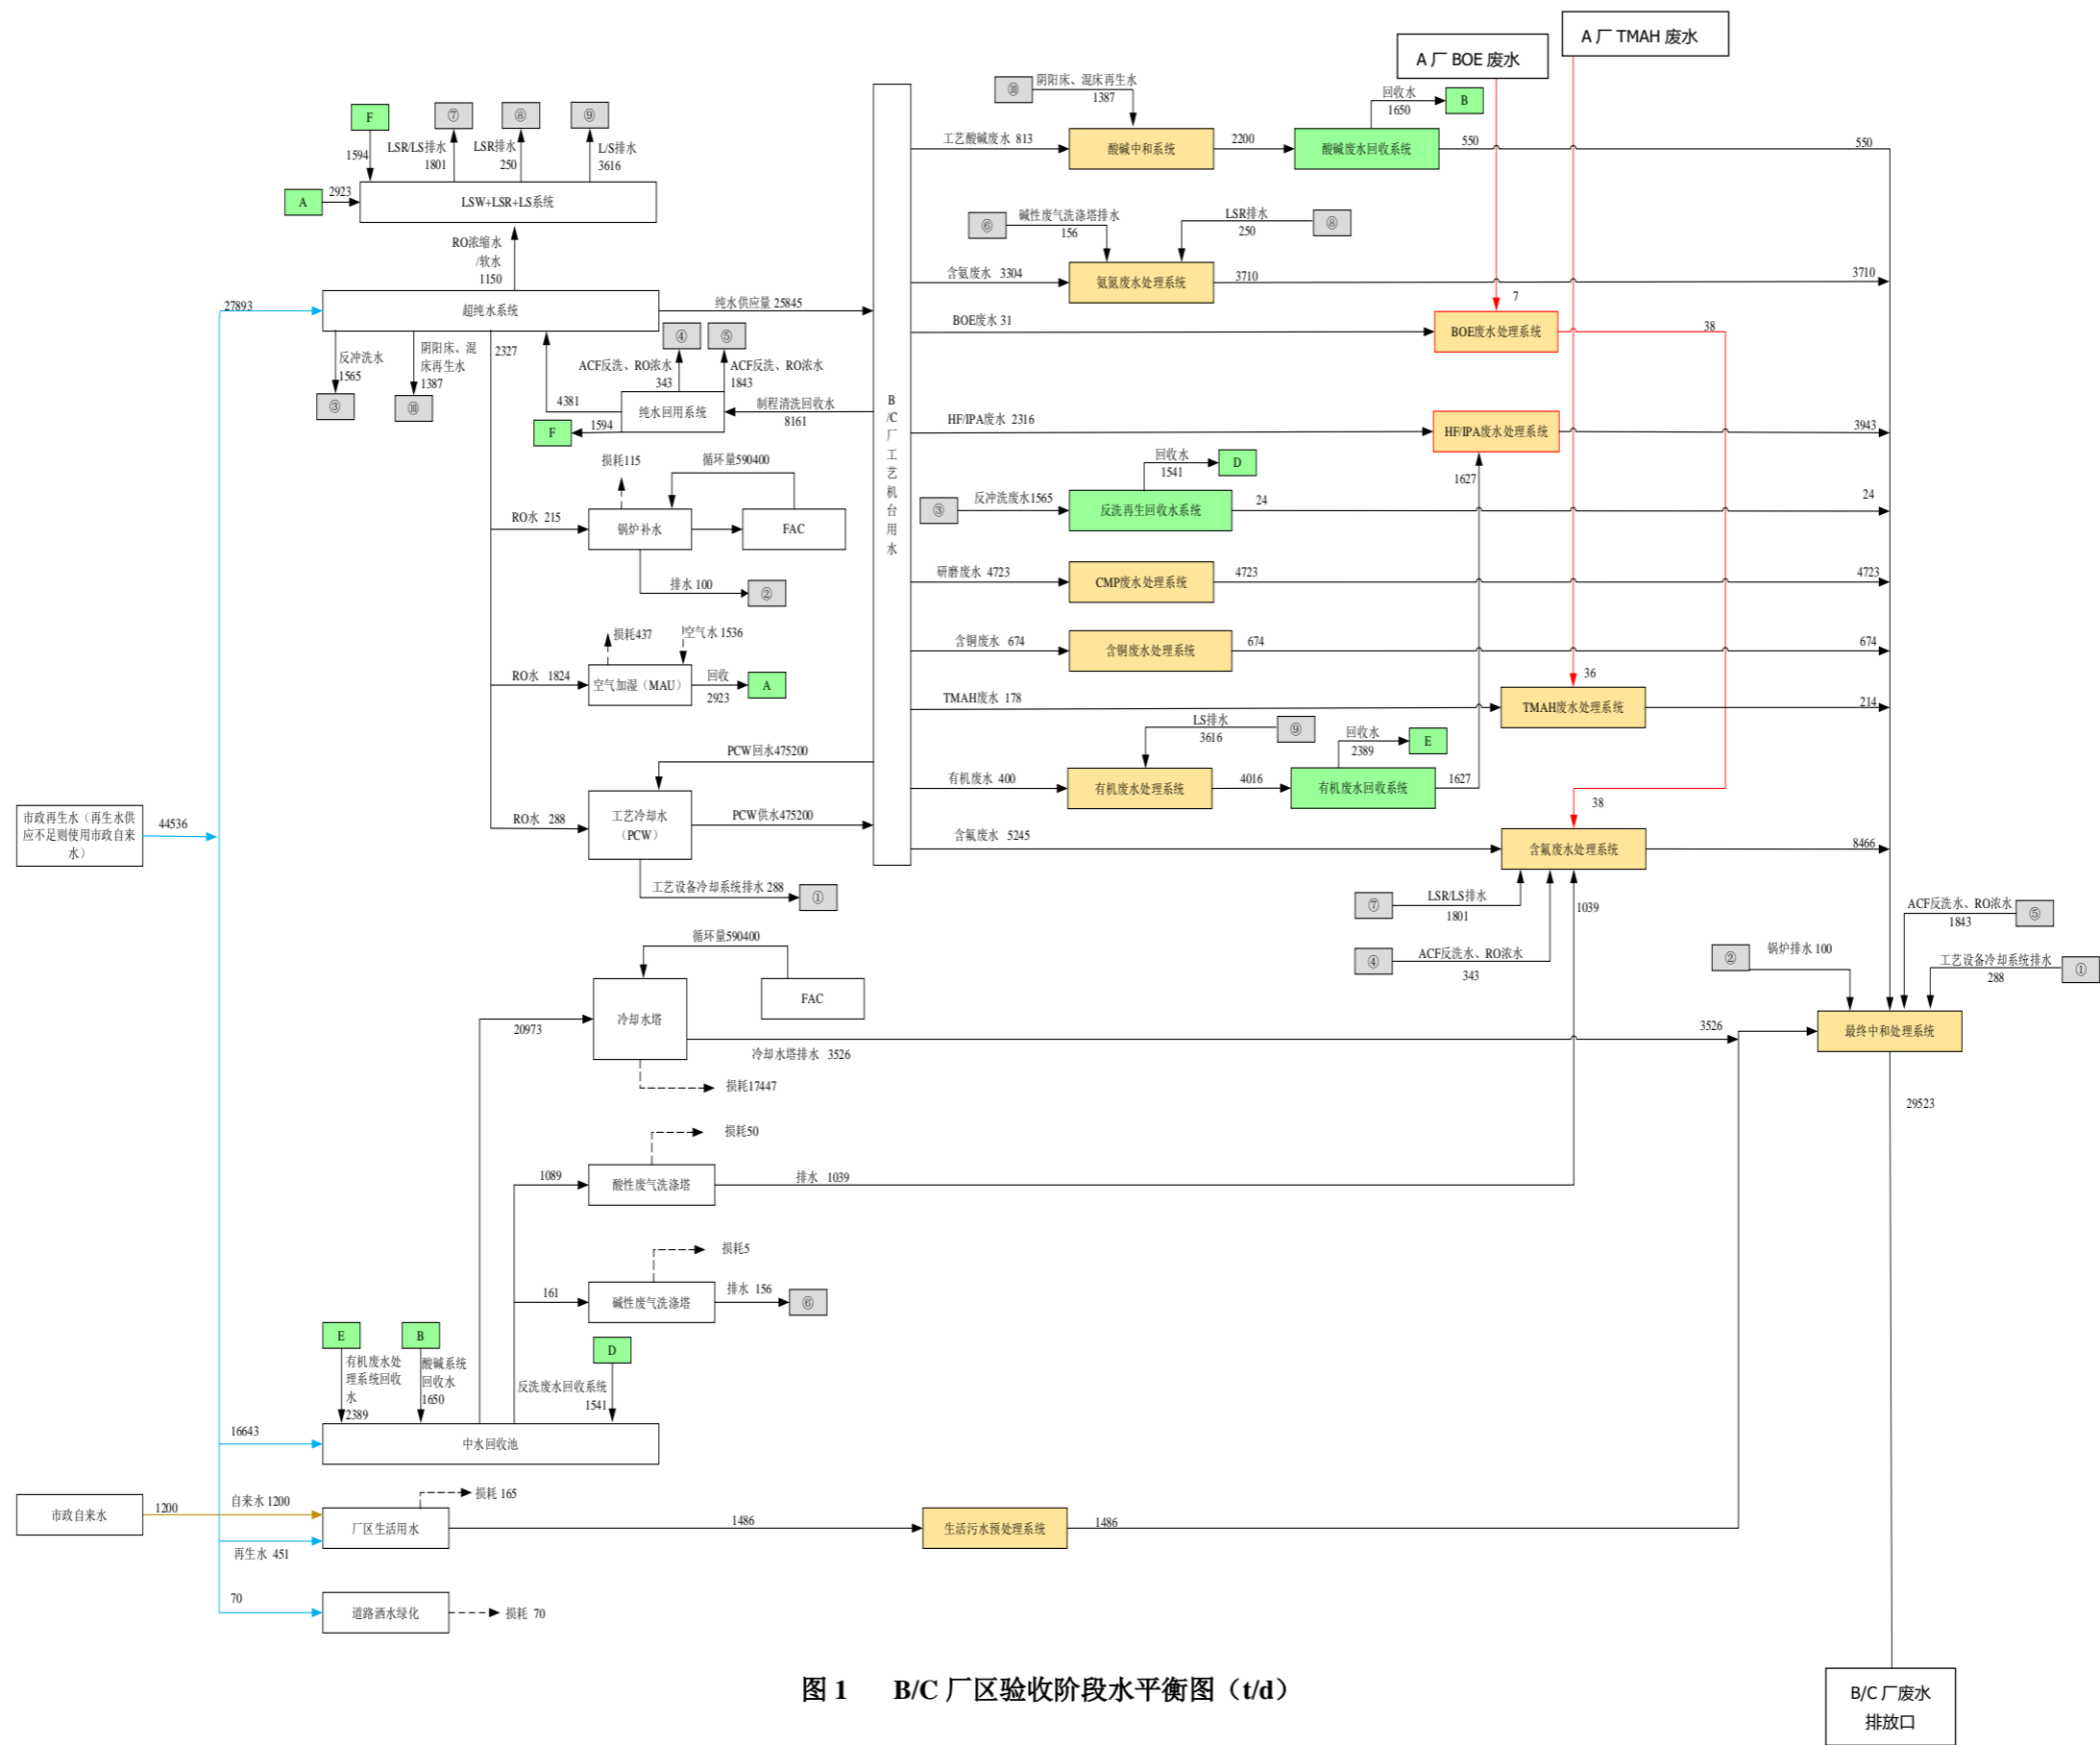 A 厂 TMAH 废水
A 厂 BOE 废水
⑩
阴阳床、混床再生水
1387
回收水
1650
B
F
1594
⑦
LSR/LS排水
1801
⑧
LSR排水
250
⑨
L/S排水
3616
工艺酸碱废水 813
酸碱中和系统
2200
酸碱废水回收系统
550
550
A
2923
LSW+LSR+LS系统
⑥
碱性废气洗涤塔排水
156
LSR排水
250
⑧
RO浓缩水
/软水
1150
含氨废水 3304
氨氮废水处理系统
3710
3710
27893
超纯水系统
纯水供应量 25845
7
BOE废水 31
BOE废水处理系统
38
反冲洗水
1565
③
阴阳床、混
床再生水
1387
⑩
2327
④
ACF反洗、RO浓水
343
⑤
ACF反洗、RO浓水
1843
4381
纯水回用系统
制程清洗回收水
8161
F
1594
B
/C
厂
工
艺
机
台
用
水
HF/IPA废水 2316
HF/IPA废水处理系统
3943
1627
损耗115
循环量590400
回收水
1541
D
③
反冲洗废水1565
反洗再生回收水系统
24
24
RO水 215
锅炉补水
FAC
排水 100
②
研磨废水 4723
CMP废水处理系统
4723
4723
损耗437
空气水 1536
含铜废水 674
含铜废水处理系统
674
674
RO水 1824
空气加湿（MAU）
回收
2923
A
36
TMAH废水 178
TMAH废水处理系统
214
LS排水
3616
⑨
回收水
2389
E
PCW回水475200
有机废水 400
有机废水处理系统
4016
有机废水回收系统
1627
38
市政再生水（再生水供
应不足则使用市政自来
水）
44536
RO水 288
工艺冷却水
（PCW）
PCW供水475200
含氟废水 5245
含氟废水处理系统
8466
工艺设备冷却系统排水 288
①
⑦
LSR/LS排水
1801
1039
④
ACF反洗水、RO浓水
343
ACF反洗水、RO浓水
1843
⑤
②
锅炉排水 100
工艺设备冷却系统排水
288
①
循环量590400
FAC
20973
冷却水塔
冷却水塔排水 3526
3526
最终中和处理系统
损耗17447
29523
损耗50
1089
酸性废气洗涤塔
排水 1039
损耗5
161
碱性废气洗涤塔
排水 156
⑥
E
有机废水处
理系统回收
水
2389
B
酸碱系统
回收水
1650
D
反洗废水回收系统
1541
16643
中水回收池
市政自来水
1200
自来水 1200
损耗 165
厂区生活用水
再生水 451
1486
生活污水预处理系统
1486
70
道路洒水绿化
损耗 70
图 1 B/C 厂区验收阶段水平衡图（t/d）
B/C 厂废水
排放口